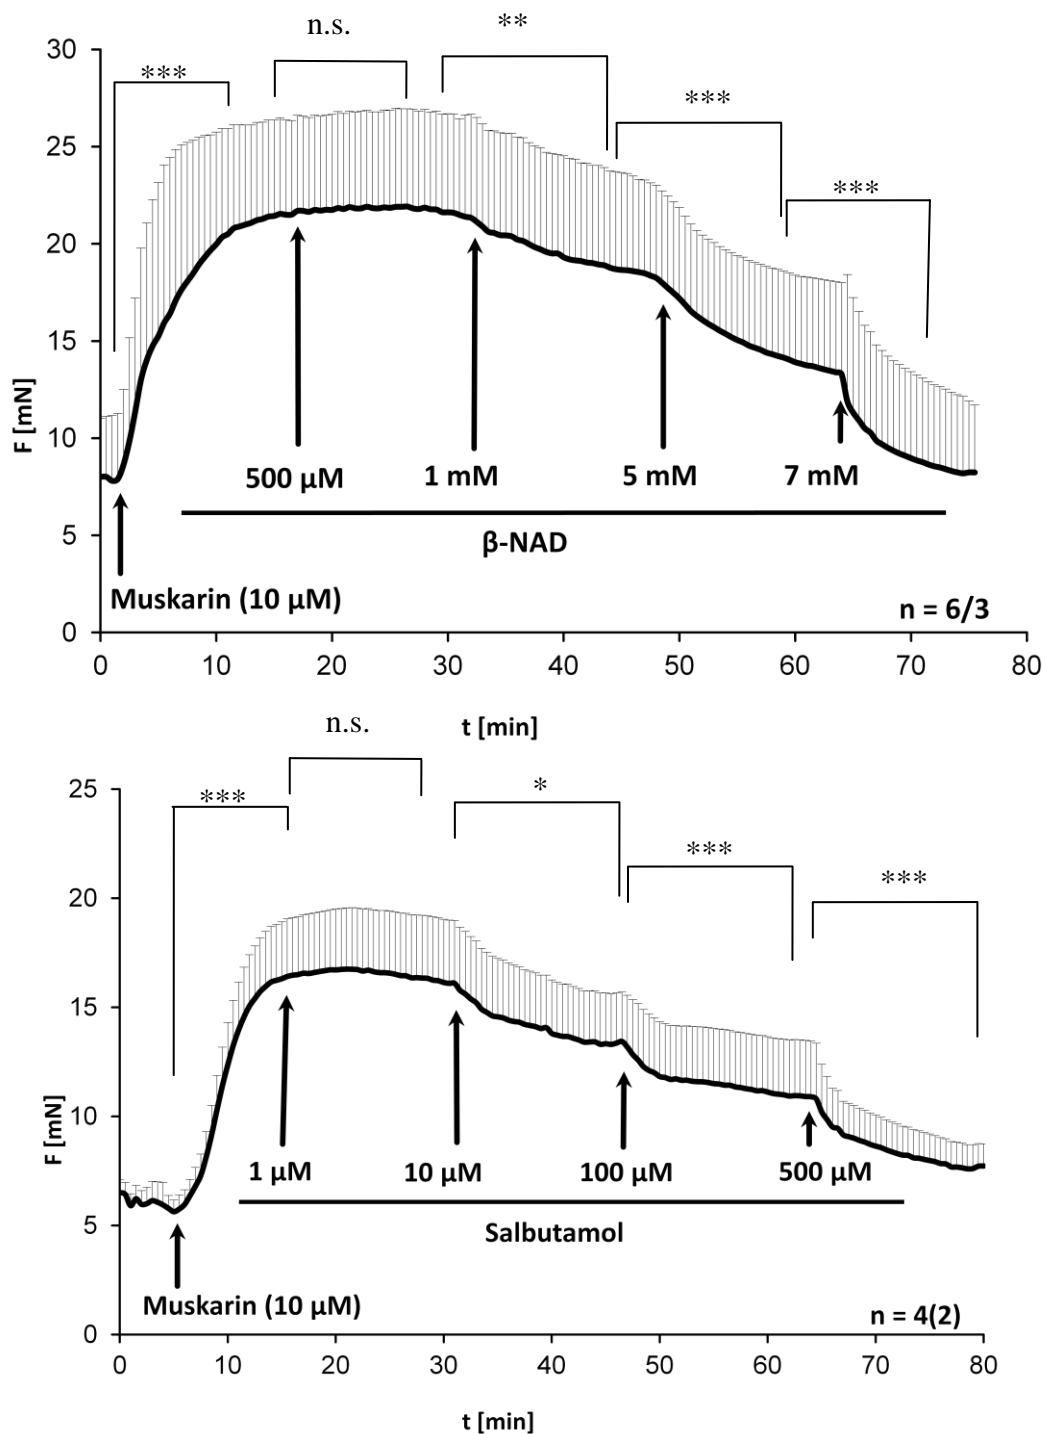 n.s.
**
***
***
***
30
25
20
15
10
5
0
F [mN]
500 µM
1 mM
5 mM
7 mM
β-NAD
Muskarin (10 µM)
n = 6/3
0 10 20 30 40 50 60 70 80
t [min]
n.s.
***
*
***
***
25
20
15
10
5
0
F [mN]
1 µM
10 µM
100 µM
500 µM
Salbutamol
Muskarin (10 µM)
n = 4(2)
0 10 20 30 40 50 60 70 80
t [min]